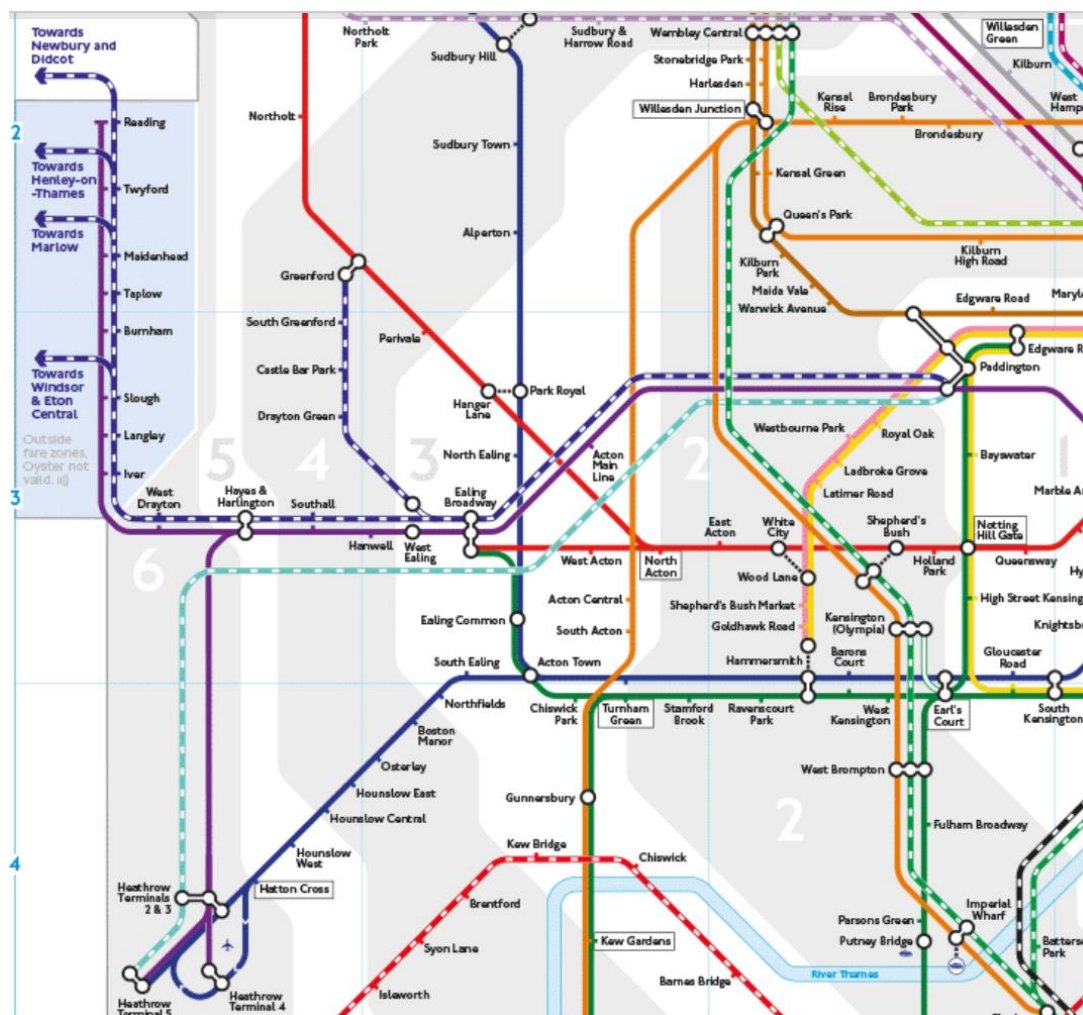 Towards
Newbury and
Didcot
Northolt
Park
Sudbury Hill
Sudbury &
Harrow Road
Wembley Central
Willesden
Green
Stonebridge Park
Kilburn
Harlesden
Kensal
Rise
Brondesbury
Park
West
Willesden Junction
Northolt
2
Reading
Brondesbury
Sudbury Town
Towards
Henley-on
-Thames
Twyford
Kensal Green
Towards
Marlow
Queen's Park
Alperton
Maidenhead
Kilburn
Park
Kilburn
High Road
Greenford
Taplow
Maida Vale
Edgware Road
Warwick Avenue
South Greenford
Burnham
Perivale
Edgware
Towards
Windsor
& Eton
Central
Castle Bar Park
Paddington
Slough
Hanger
Lane
Park Royal
Drayton Green
Langley
Westbourne Park
Royal Oak
Outside
fare zones,
Oyster not
valid.
5
4
3
2
1
North Ealing
Acton
Main
Line
Bayswater
Iver
Ladbroke Grove
Latimer Road
3
West
Drayton
Hayes &
Harlington
Southall
Ealing
Broadway
Marble
East
Acton
White
City
Shepherd's
Bush
Notting
Hill Gate
Hanwell
West
Ealing
West Acton
North
Acton
Holland
Park
Queensway
6
Wood Lane
Acton Central
Shepherd's Bush Market
Kensington
(Olympia)
High Street
Ealing Common
South Acton
Goldhawk Road
South Ealing
Acton Town
Hammersmith
Barons
Court
Gloucester
Road
Northfields
Chiswick
Park
Turnham
Green
Stamford
Brook
Ravenscourt
Park
West
Kensington
Earl's
Court
South
Kensington
Boston
Manor
Osterley
West Brompton
Hounslow East
Gunnersbury
Hounslow Central
2
Fulham Broadway
Hounslow
West
Kew Bridge
Chiswick
4
Heathrow
Terminals
2 & 3
Hatton Cross
Brentford
Imperial
Wharf
Parsons Green
Syon Lane
Kew Gardens
Putney Bridge
Park
River Thames
Isleworth
Barnes Bridge
Heathrow
Terminal 5
Heathrow
Terminal 4